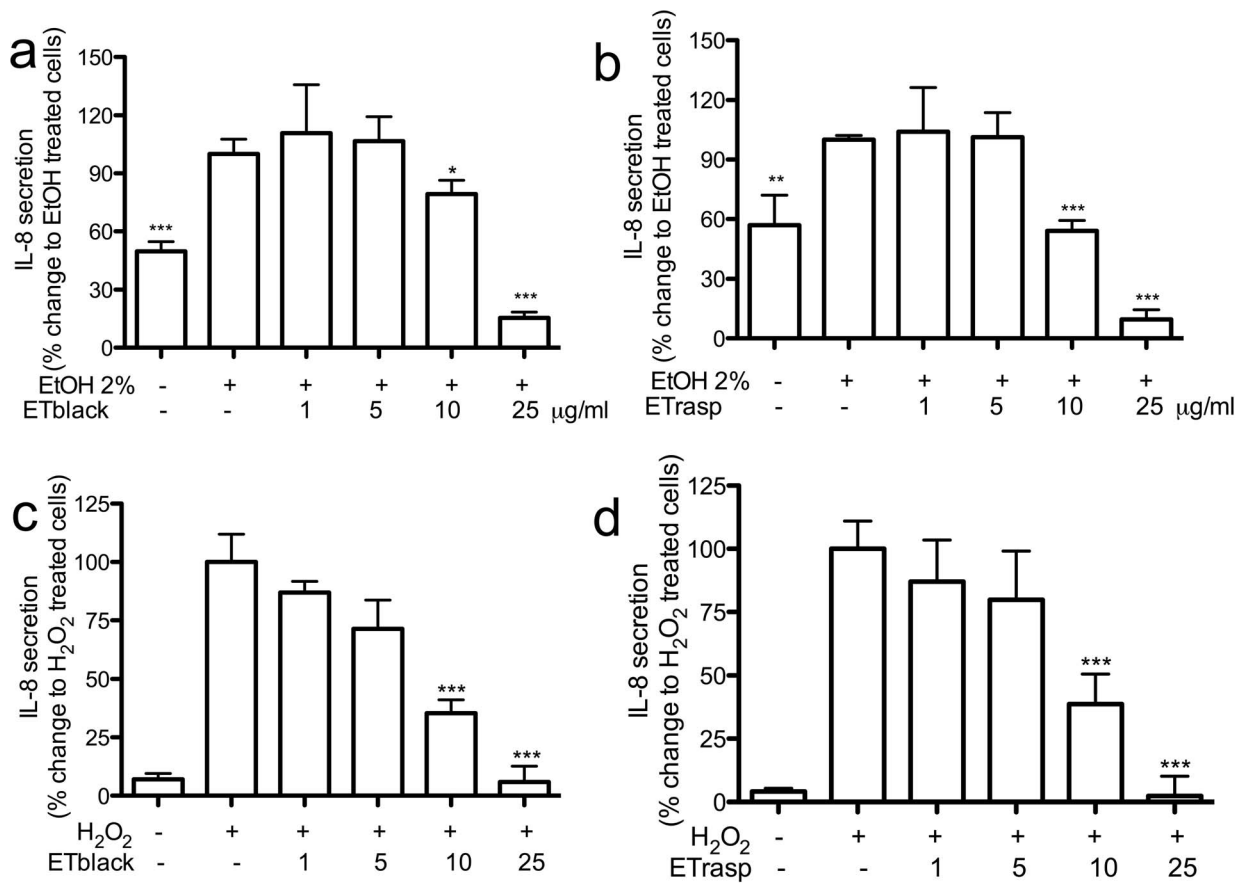 a
IL-8 secretion
(% change to EtOH treated cells)
150
120
90
60
30
0
***
*
***
EtOH 2% - + + + + +
ETblack - - 1 5 10 25 μg/ml
b
IL-8 secretion
(% change to EtOH treated cells)
150
120
90
60
30
0
**
***
***
EtOH 2% - + + + + +
ETrasp - - 1 5 10 25 μg/ml
c
IL-8 secretion
(% change to H₂O₂ treated cells)
125
100
75
50
25
0
***
***
H₂O₂ - + + + + +
ETblack - - 1 5 10 25
d
IL-8 secretion
(% change to H₂O₂ treated cells)
125
100
75
50
25
0
***
***
H₂O₂ - + + + + +
ETrasp - - 1 5 10 25